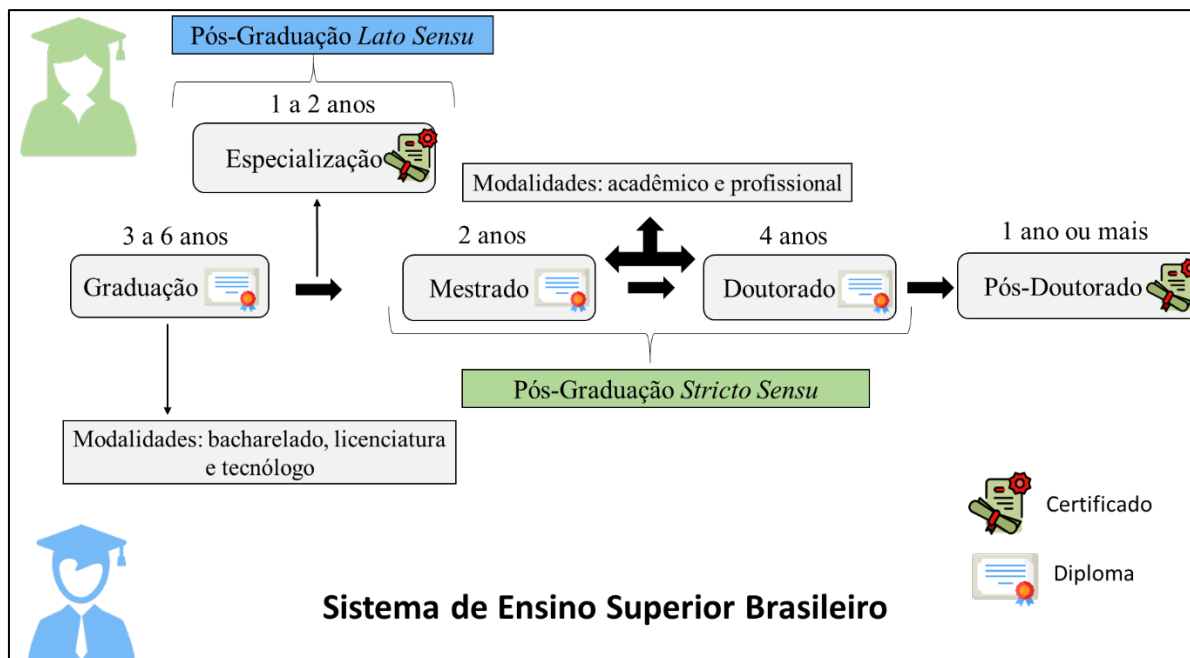 Pós-Graduação Lato Sensu
1 a 2 anos
Especialização
Modalidades: acadêmico e profissional
3 a 6 anos
2 anos
4 anos
1 ano ou mais
Graduação
Mestrado
Doutorado
Pós-Doutorado
Pós-Graduação Stricto Sensu
Modalidades: bacharelado, licenciatura
e tecnólogo
Certificado
Diploma
Sistema de Ensino Superior Brasileiro